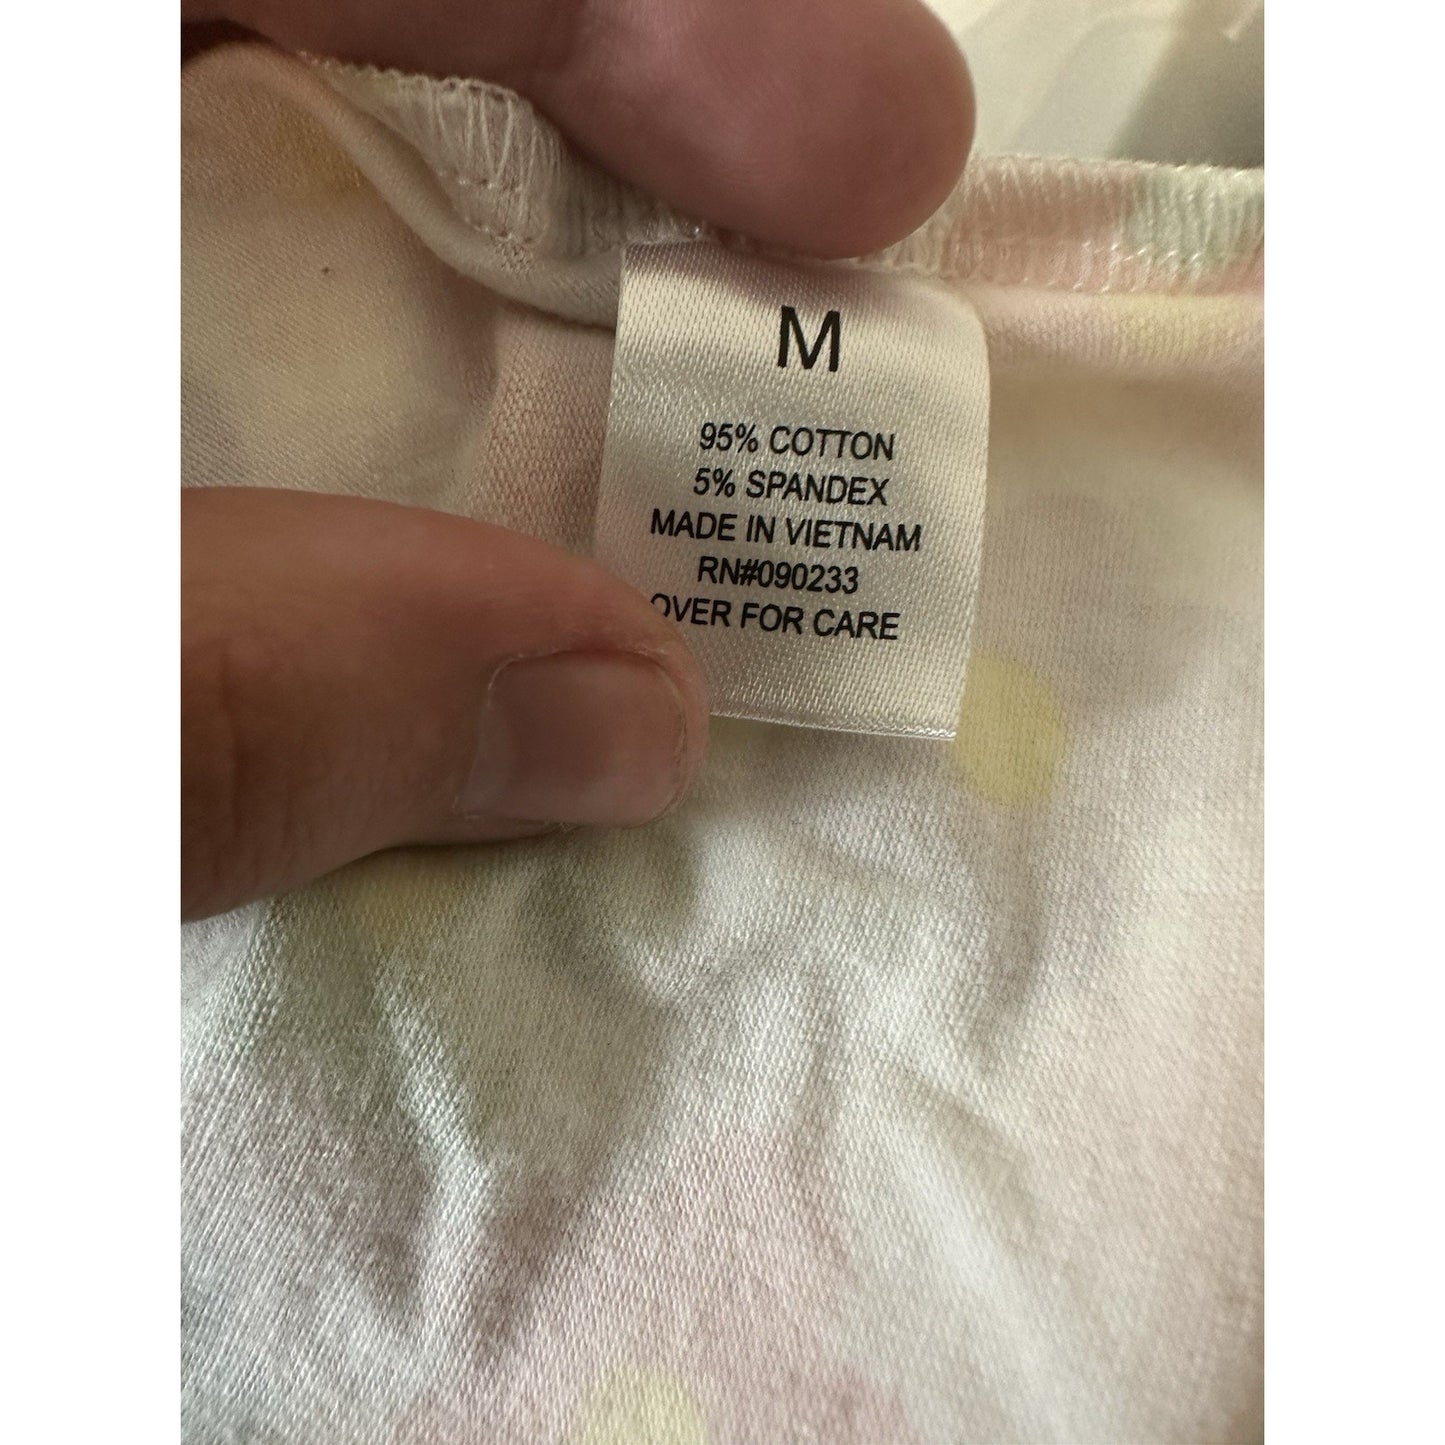 M
95% COTTON
5% SPANDEX
MADE IN VIETNAM
RN#090233
OVER FOR CARE